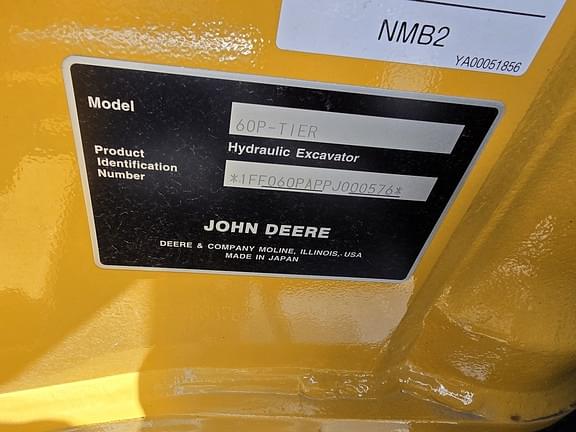 NMB2
YA00051856
Model
60P-TIER
Hydraulic Excavator
Product
Identification
Number
*1FF060PAPPJ000576*
JOHN DEERE
DEERE & COMPANY MOLINE, ILLINOIS, USA
MADE IN JAPAN